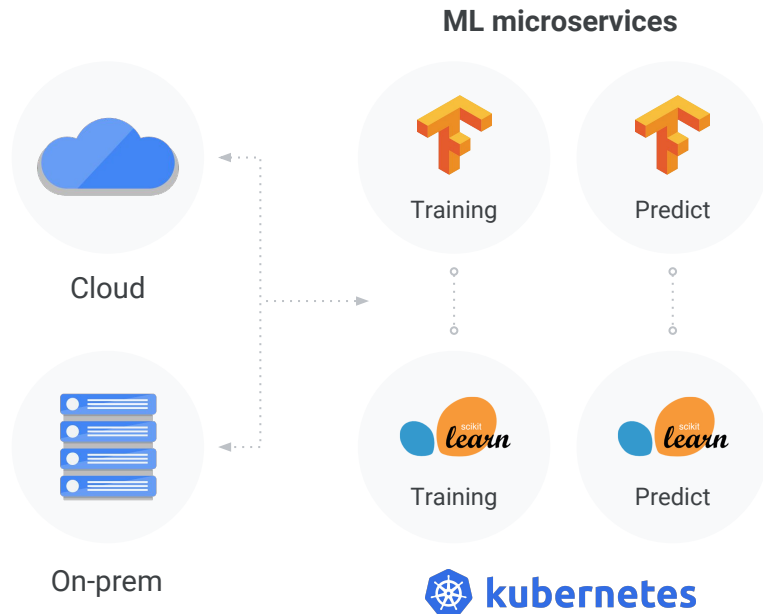 ML microservices
Cloud
Training
Predict
On-prem
scikit
learn
Training
scikit
learn
Predict
kubernetes